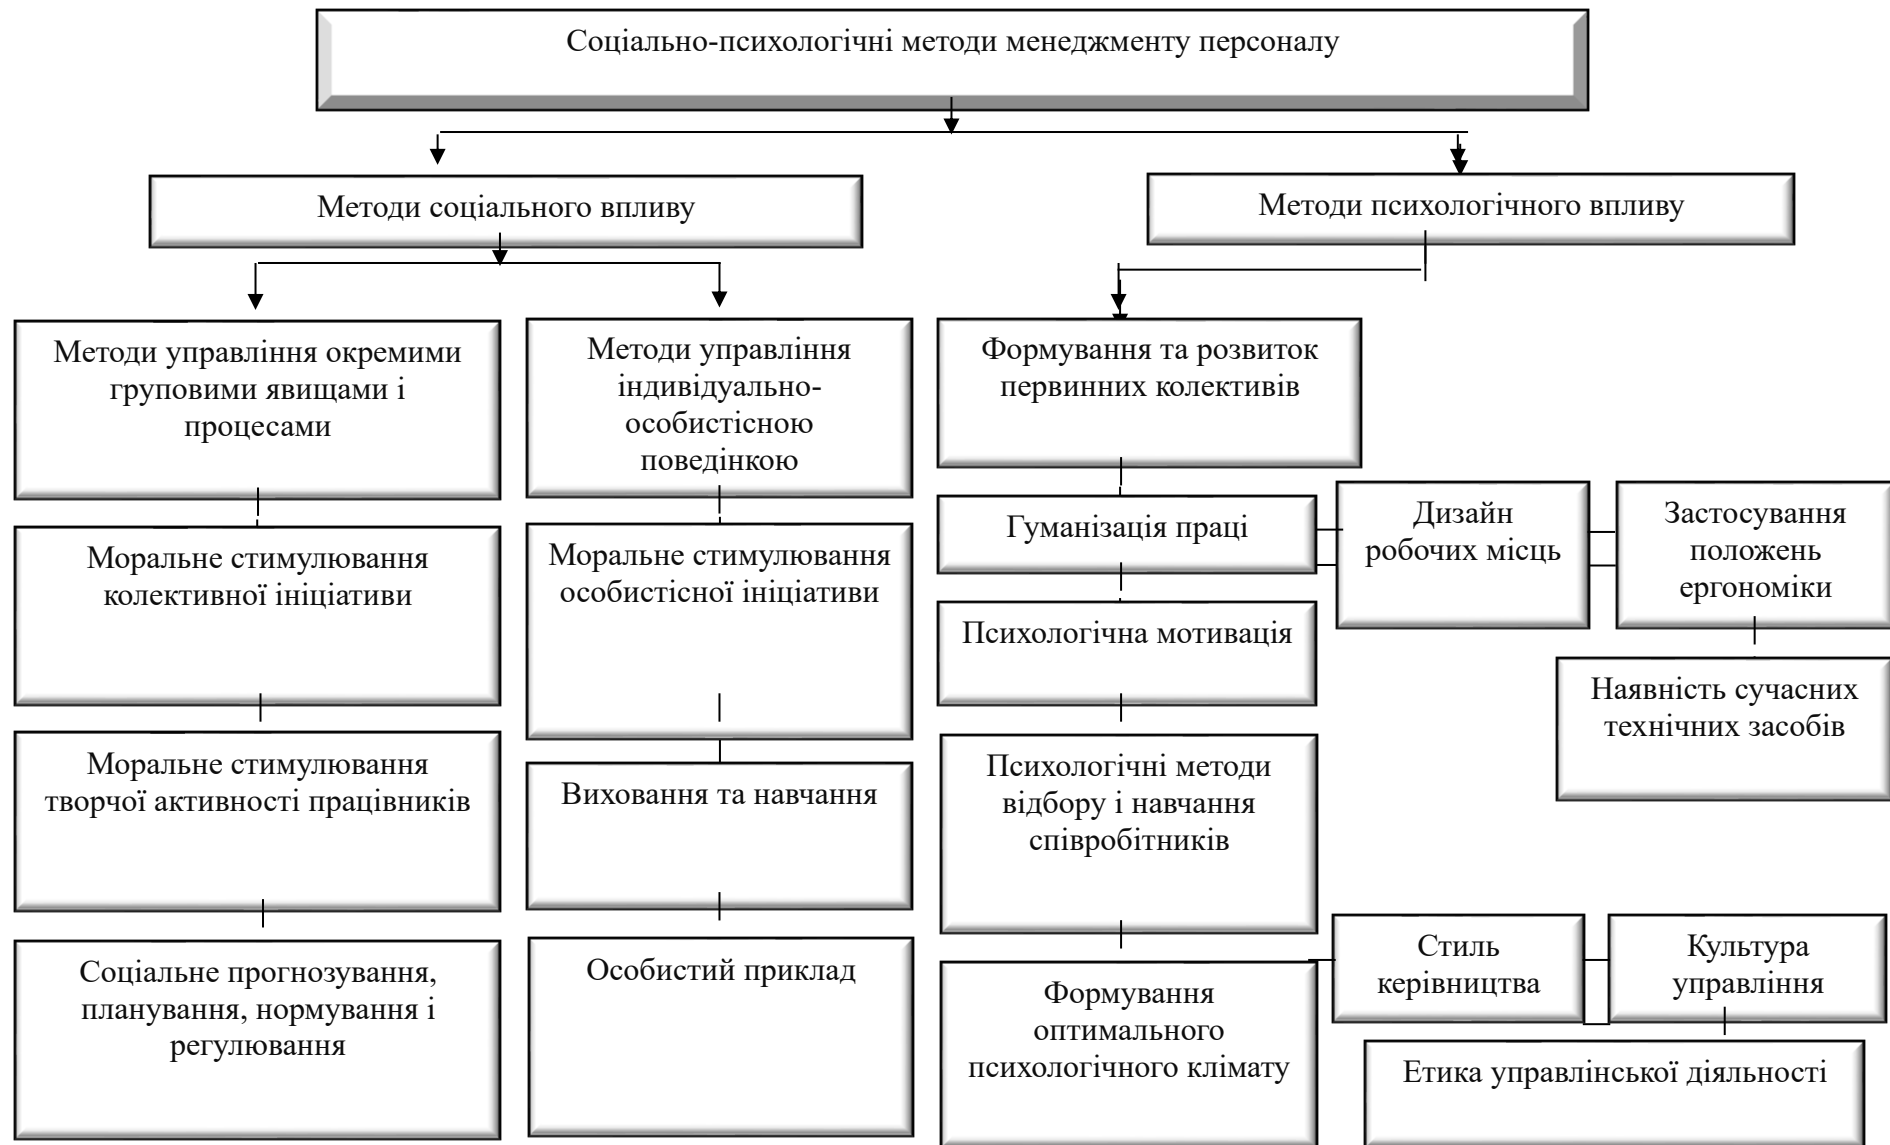 Соціально-психологічні методи менеджменту персоналу
Методи соціального впливу
Методи психологічного впливу
Методи управління окремими
груповими явищами і
процесами
Моральне стимулювання
колективної ініціативи
Моральне стимулювання
творчої активності працівників
Соціальне прогнозування,
планування, нормування і
регулювання
Методи управління
індивідуально-
особистісною
поведінкою
Моральне стимулювання
особистісної ініціативи
Виховання та навчання
Особистий приклад
Формування та розвиток
первинних колективів
Гуманізація праці
Дизайн
робочих місць
Застосування
положень
ергономіки
Наявність сучасних
технічних засобів
Психологічна мотивація
Психологічні методи
відбору і навчання
співробітників
Формування
оптимального
психологічного клімату
Стиль
керівництва
Культура
управління
Етика управлінської діяльності